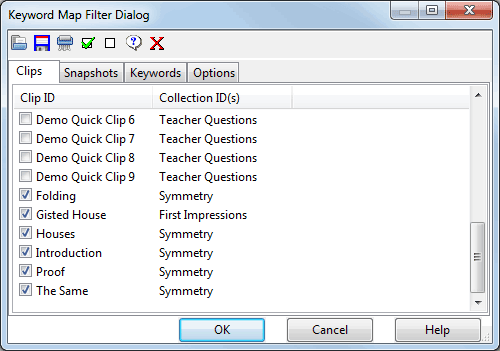 Keyword Map Filter Dialog
Clips Snapshots Keywords Options
Clip ID Collection ID(s)
Demo Quick Clip 6 Teacher Questions
Demo Quick Clip 7 Teacher Questions
Demo Quick Clip 8 Teacher Questions
Demo Quick Clip 9 Teacher Questions
Folding Symmetry
Gisted House First Impressions
Houses Symmetry
Introduction Symmetry
Proof Symmetry
The Same Symmetry
OK Cancel Help